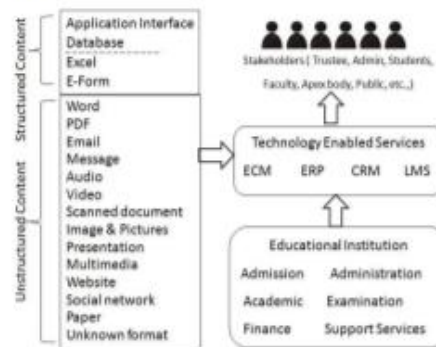 Structured Content
Application Interface
Database
Excel
E-Form
Unstructured Content
Word
PDF
Email
Message
Audio
Video
Scanned document
Image & Pictures
Presentation
Multimedia
Website
Social network
Paper
Unknown format
Stakeholders ( Trustee, Admin, Students,
Faculty, Apex body, Public, etc.,)
Technology Enabled Services
ECM ERP CRM LMS
Educational Institution
Admission Administration
Academic Examination
Finance Support Services